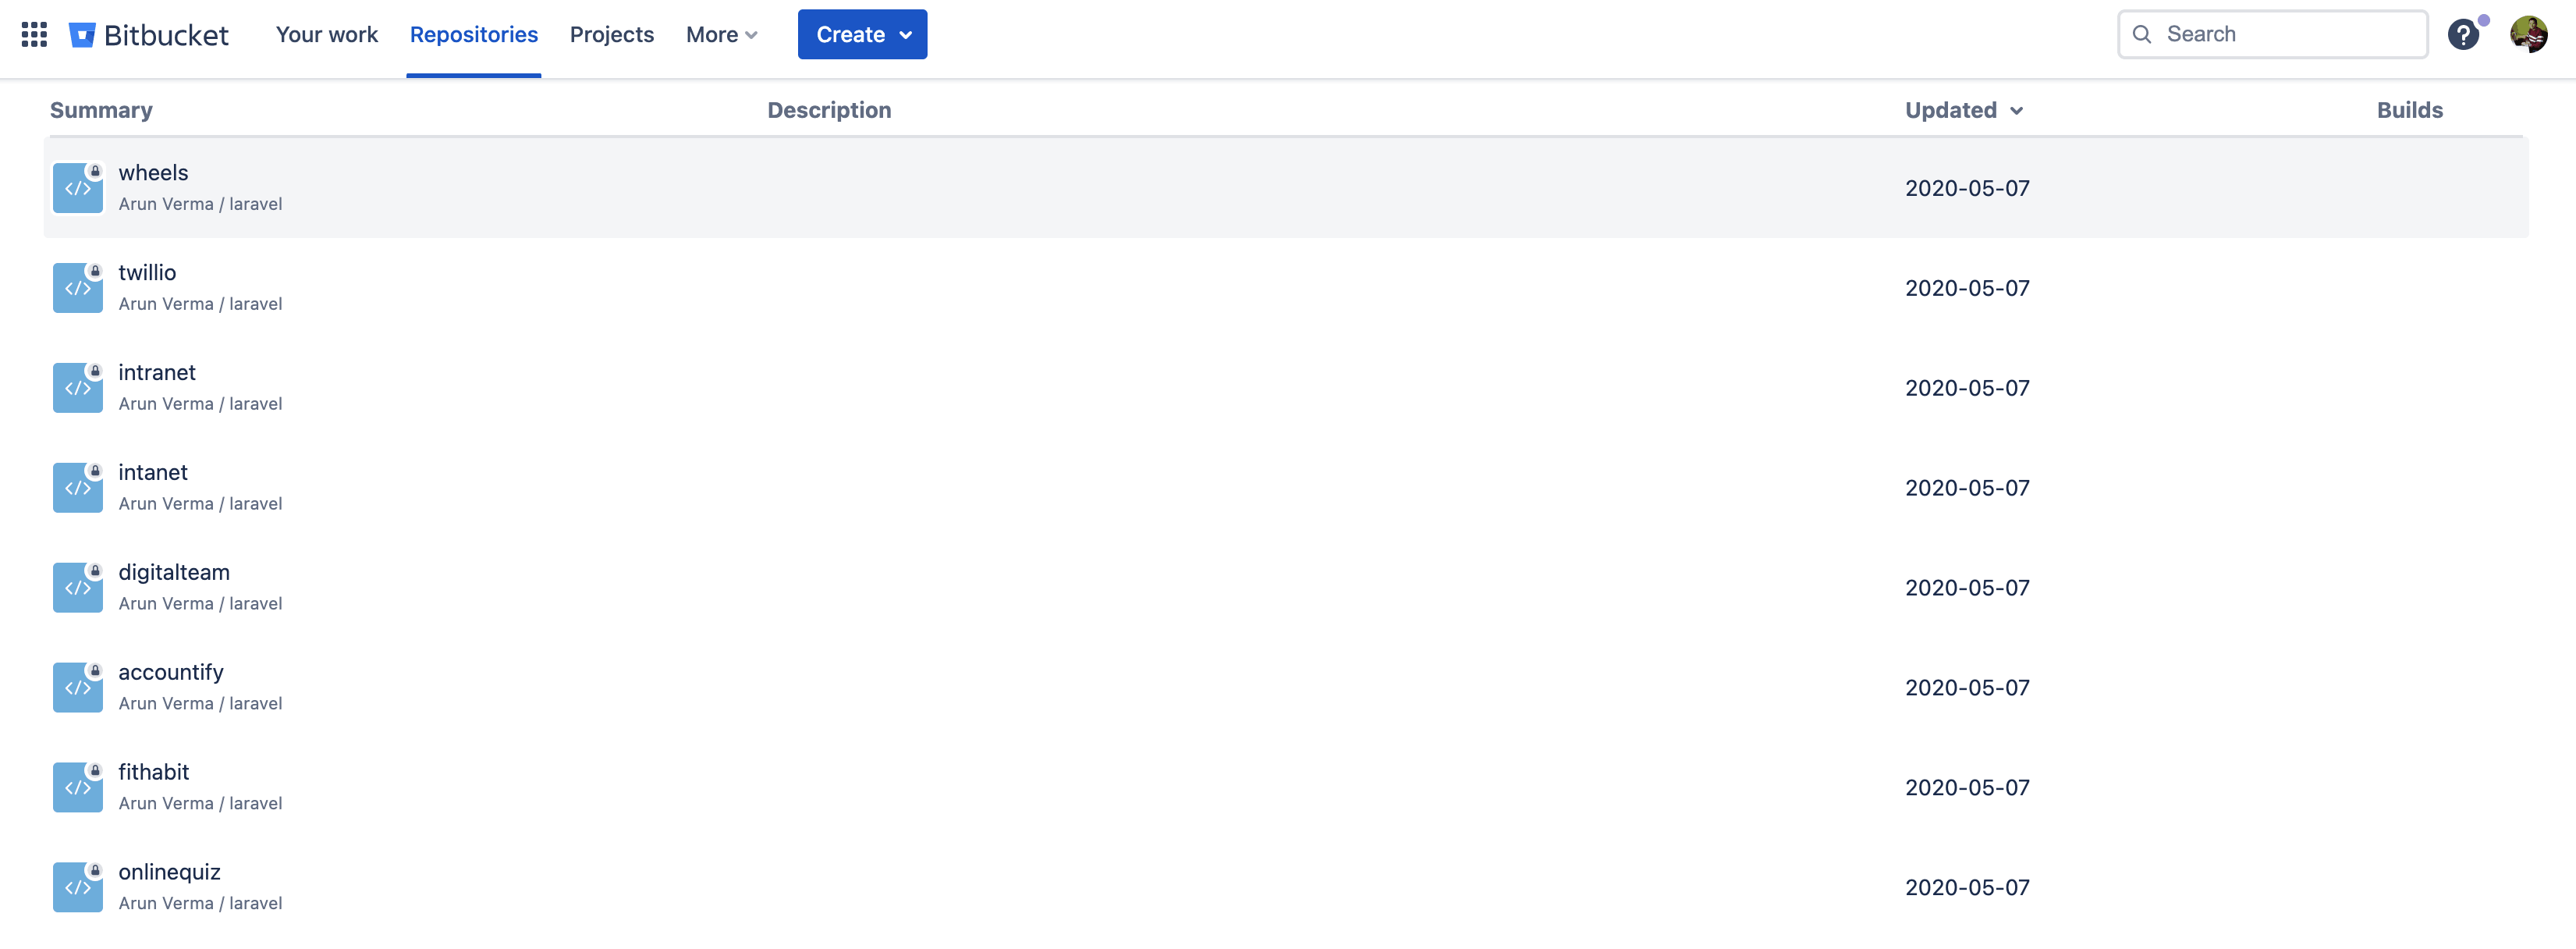 Bitbucket Your work Repositories Projects More Create Search ?
Summary Description Updated Builds
wheels
Arun Verma / laravel
2020-05-07
twillio
Arun Verma / laravel
2020-05-07
intranet
Arun Verma / laravel
2020-05-07
intanet
Arun Verma / laravel
2020-05-07
digitalteam
Arun Verma / laravel
2020-05-07
accountify
Arun Verma / laravel
2020-05-07
fithabit
Arun Verma / laravel
2020-05-07
onlinequiz
Arun Verma / laravel
2020-05-07